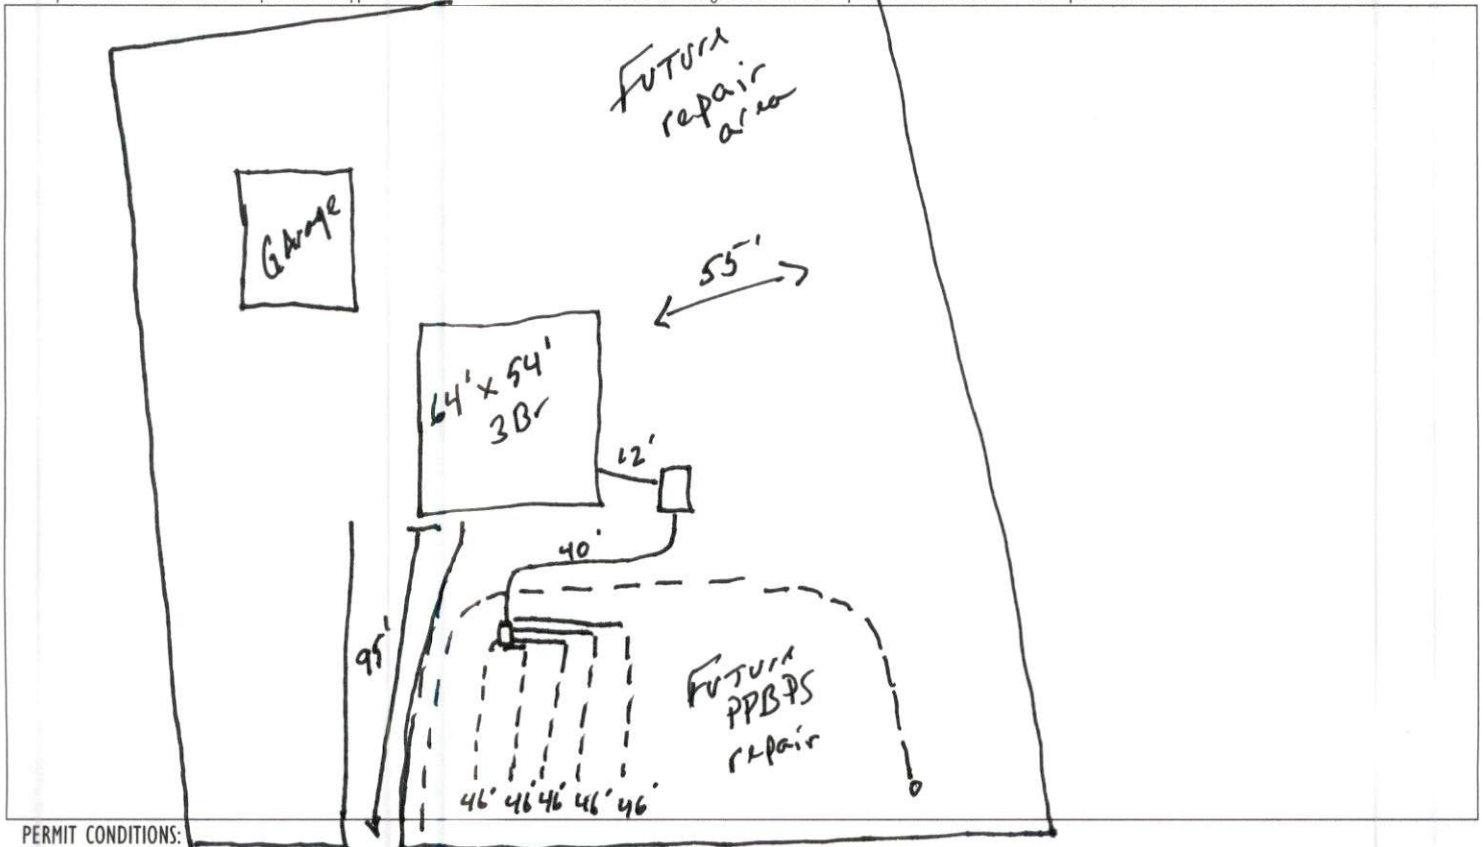 Future
repair
area
Garage
55'
64' x 54'
3Br
12'
40'
95'
Future
PPBPS
repair
46' 46' 46' 46' 46'
PERMIT CONDITIONS: